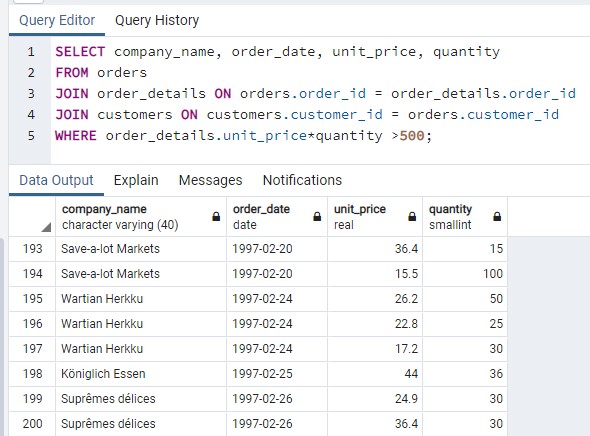 Query Editor Query History
1 SELECT company_name, order_date, unit_price, quantity
2 FROM orders
3 JOIN order_details ON orders.order_id = order_details.order_id
4 JOIN customers ON customers.customer_id = orders.customer_id
5 WHERE order_details.unit_price*quantity >500;
Data Output Explain Messages Notifications
company_name order_date unit_price quantity
character varying (40) date real smallint
193 Save-a-lot Markets 1997-02-20 36.4 15
194 Save-a-lot Markets 1997-02-20 15.5 100
195 Wartian Herkku 1997-02-24 26.2 50
196 Wartian Herkku 1997-02-24 22.8 25
197 Wartian Herkku 1997-02-24 17.2 30
198 Königlich Essen 1997-02-25 44 36
199 Suprêmes délices 1997-02-26 24.9 30
200 Suprêmes délices 1997-02-26 36.4 30